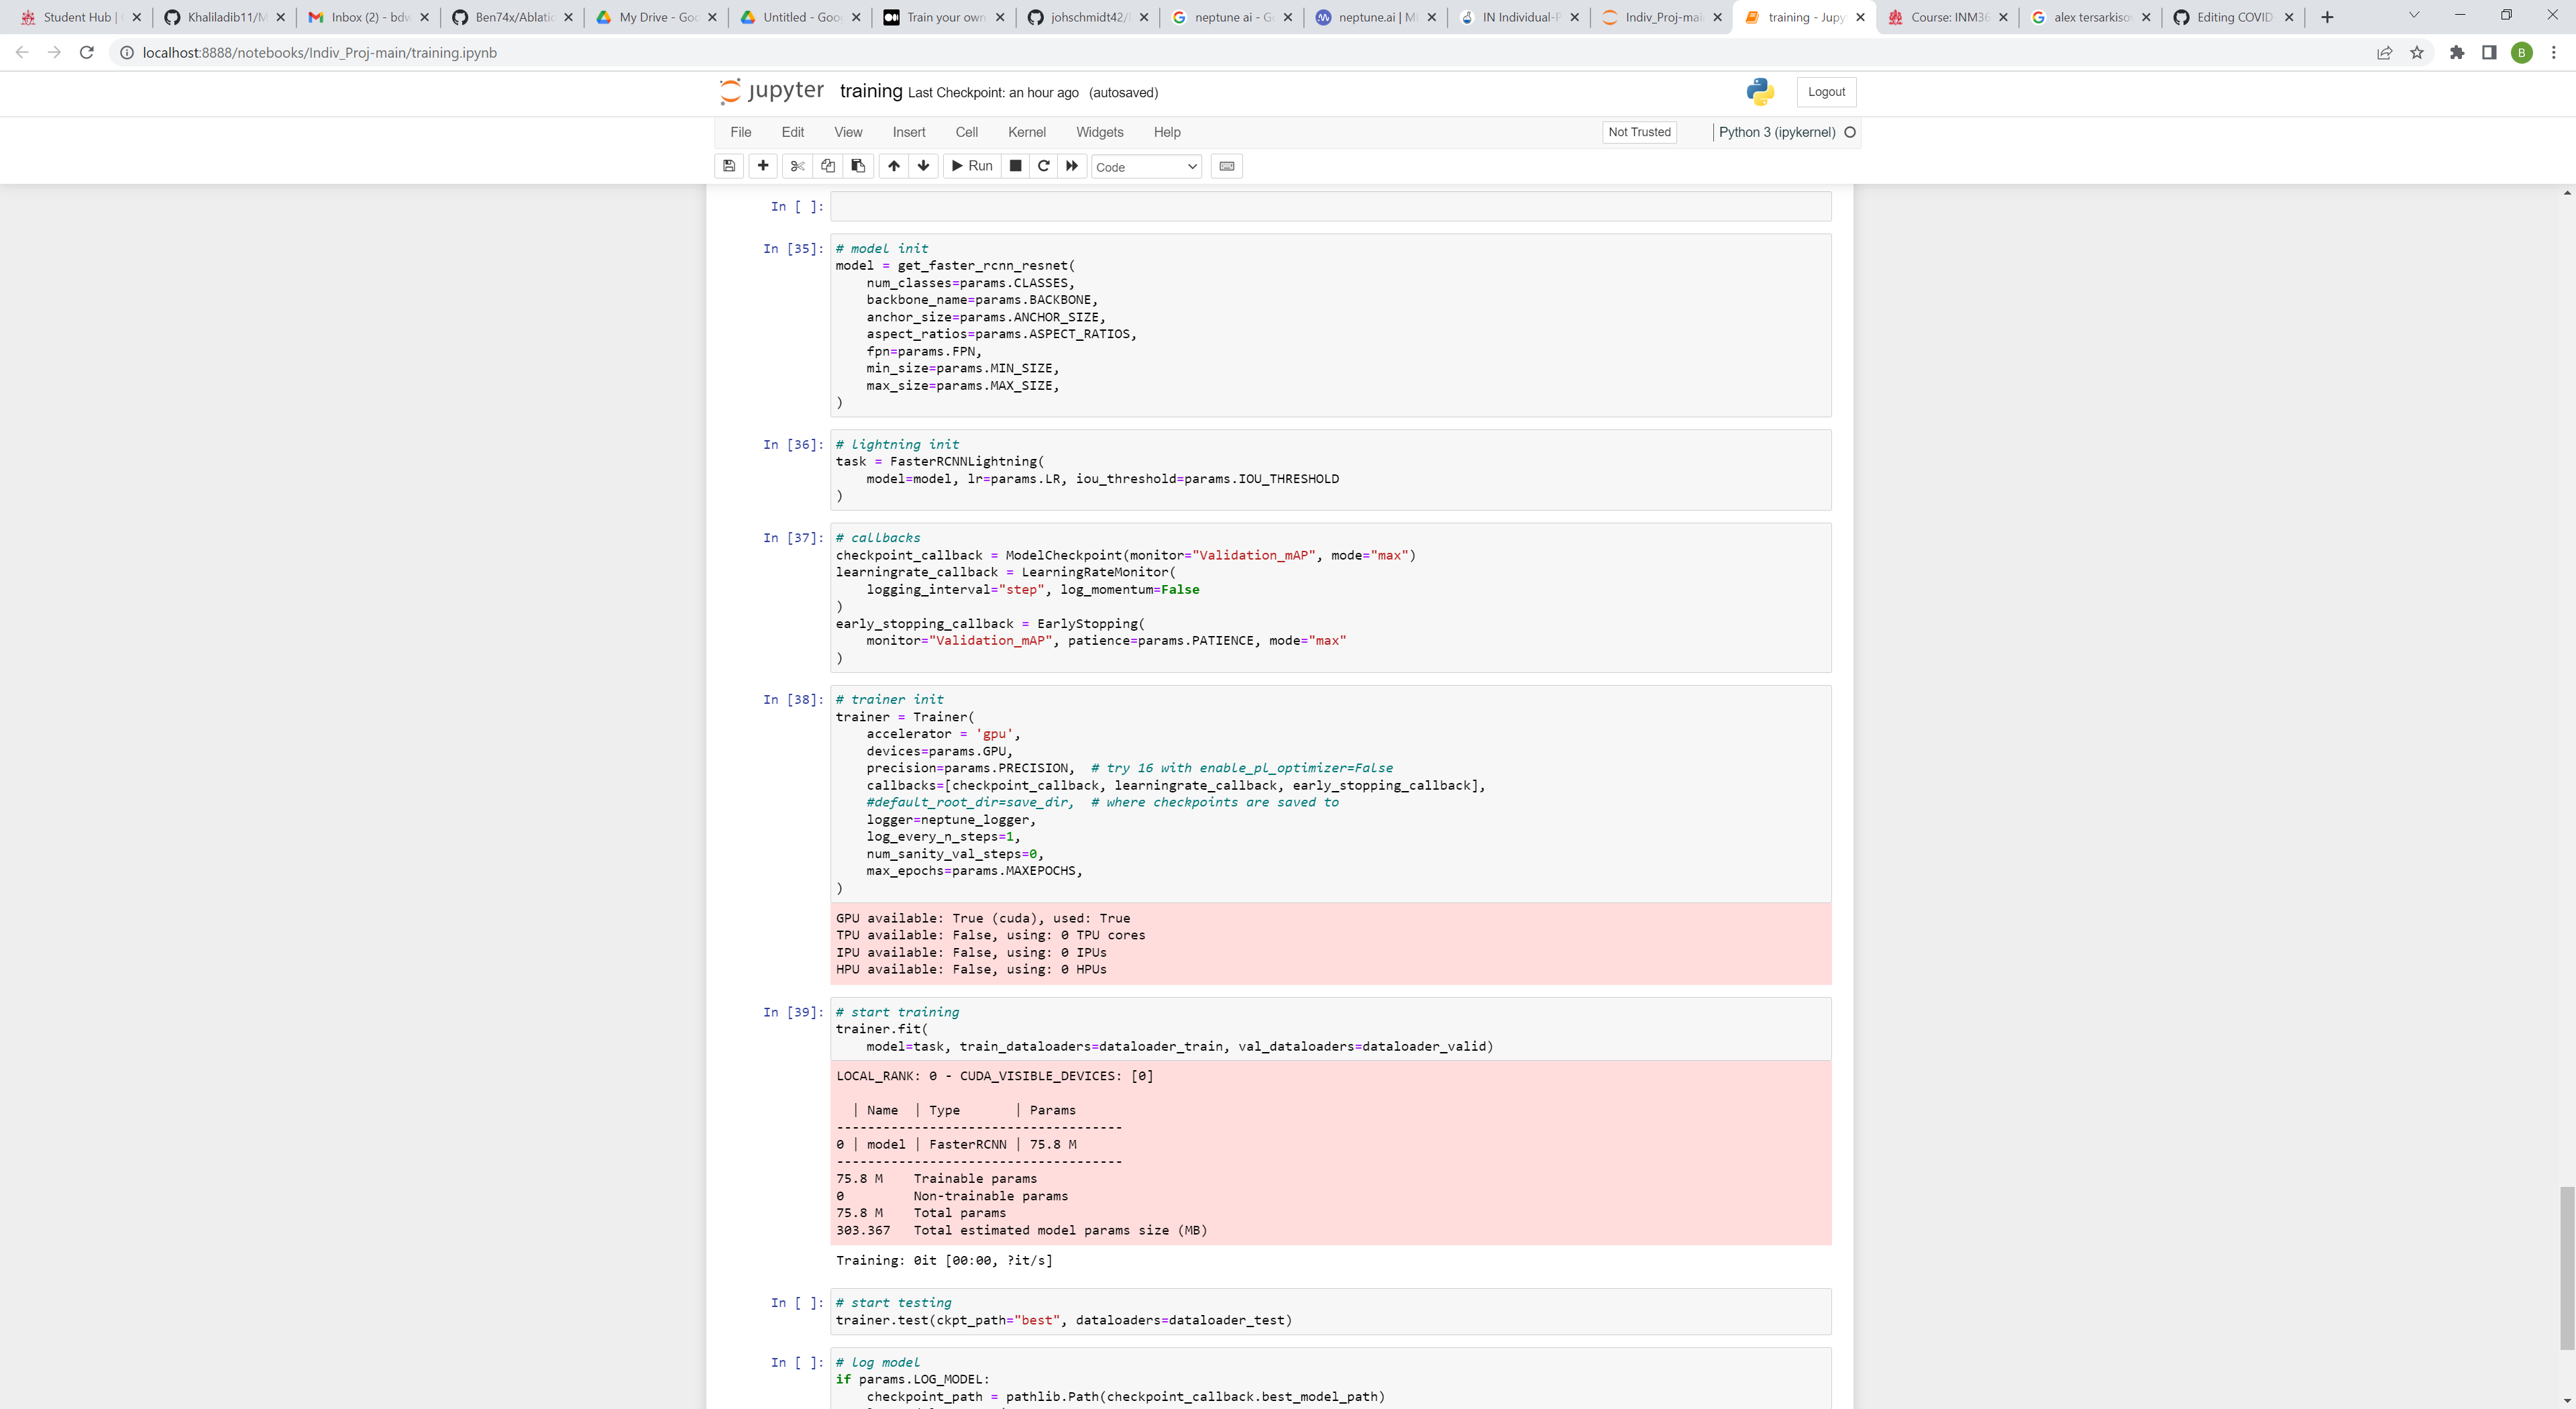 Student Hub |
Khaliladib11/M
Inbox (2) - bdw
Ben74x/Ablatio
My Drive - Goo
Untitled - Goo
Train your own
johschmidt42/
neptune ai - Go
neptune.ai | M
IN Individual-P
Indiv_Proj-mai
training - Jupy
Course: INM36
alex tersarkisov
Editing COVID
localhost:8888/notebooks/Indiv_Proj-main/training.ipynb
B
jupyter training Last Checkpoint: an hour ago (autosaved)
Logout
File Edit View Insert Cell Kernel Widgets Help
Not Trusted
Python 3 (ipykernel)
Run
Code
In [ ]:
In [35]: # model init
model = get_faster_rcnn_resnet(
    num_classes=params.CLASSES,
    backbone_name=params.BACKBONE,
    anchor_size=params.ANCHOR_SIZE,
    aspect_ratios=params.ASPECT_RATIOS,
    fpn=params.FPN,
    min_size=params.MIN_SIZE,
    max_size=params.MAX_SIZE,
)
In [36]: # lightning init
task = FasterRCNNLightning(
    model=model, lr=params.LR, iou_threshold=params.IOU_THRESHOLD
)
In [37]: # callbacks
checkpoint_callback = ModelCheckpoint(monitor="Validation_mAP", mode="max")
learningrate_callback = LearningRateMonitor(
    logging_interval="step", log_momentum=False
)
early_stopping_callback = EarlyStopping(
    monitor="Validation_mAP", patience=params.PATIENCE, mode="max"
)
In [38]: # trainer init
trainer = Trainer(
    accelerator = 'gpu',
    devices=params.GPU,
    precision=params.PRECISION,  # try 16 with enable_pl_optimizer=False
    callbacks=[checkpoint_callback, learningrate_callback, early_stopping_callback],
    #default_root_dir=save_dir,  # where checkpoints are saved to
    logger=neptune_logger,
    log_every_n_steps=1,
    num_sanity_val_steps=0,
    max_epochs=params.MAXEPOCHS,
)
GPU available: True (cuda), used: True
TPU available: False, using: 0 TPU cores
IPU available: False, using: 0 IPUs
HPU available: False, using: 0 HPUs
In [39]: # start training
trainer.fit(
    model=task, train_dataloaders=dataloader_train, val_dataloaders=dataloader_valid)
LOCAL_RANK: 0 - CUDA_VISIBLE_DEVICES: [0]
  | Name  | Type       | Params
-------------------------------------
0 | model | FasterRCNN | 75.8 M
-------------------------------------
75.8 M    Trainable params
0         Non-trainable params
75.8 M    Total params
303.367   Total estimated model params size (MB)
Training: 0it [00:00, ?it/s]
In [ ]: # start testing
trainer.test(ckpt_path="best", dataloaders=dataloader_test)
In [ ]: # log model
if params.LOG_MODEL:
    checkpoint_path = pathlib.Path(checkpoint_callback.best_model_path)